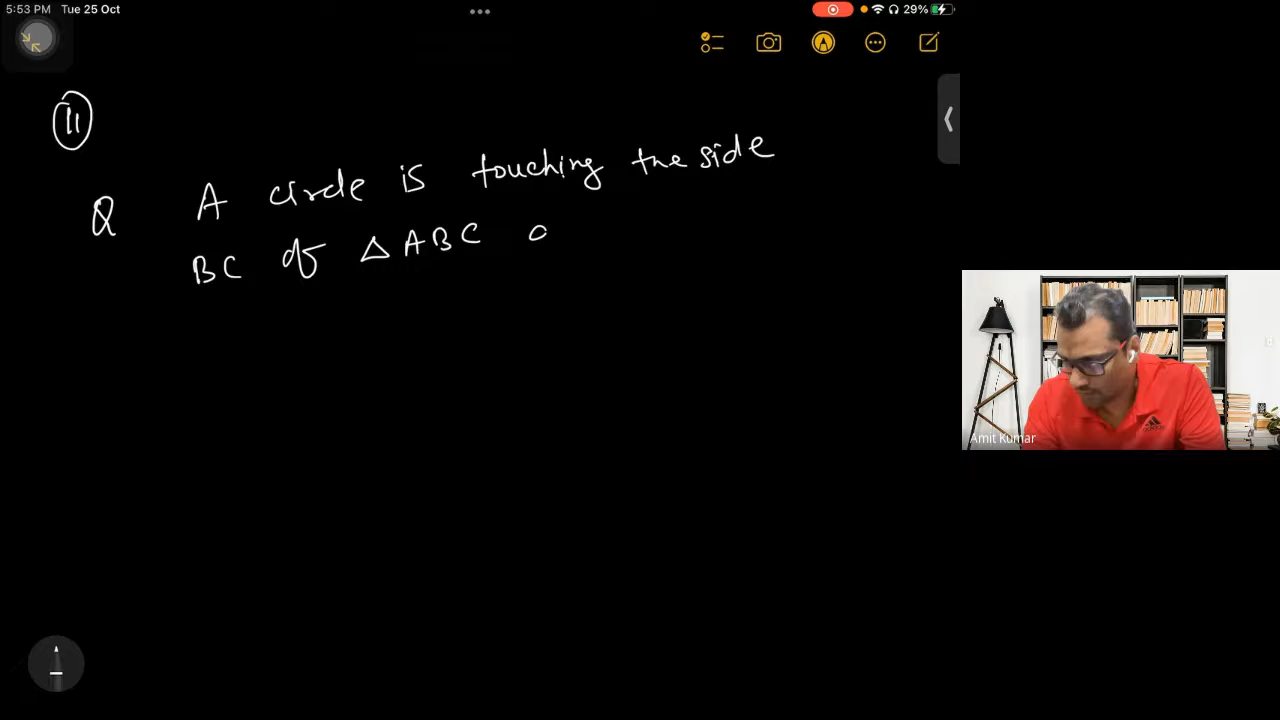 5:53 PM Tue 25 Oct
29%
11
Q A circle is touching the side
BC of △ABC
Amit Kumar